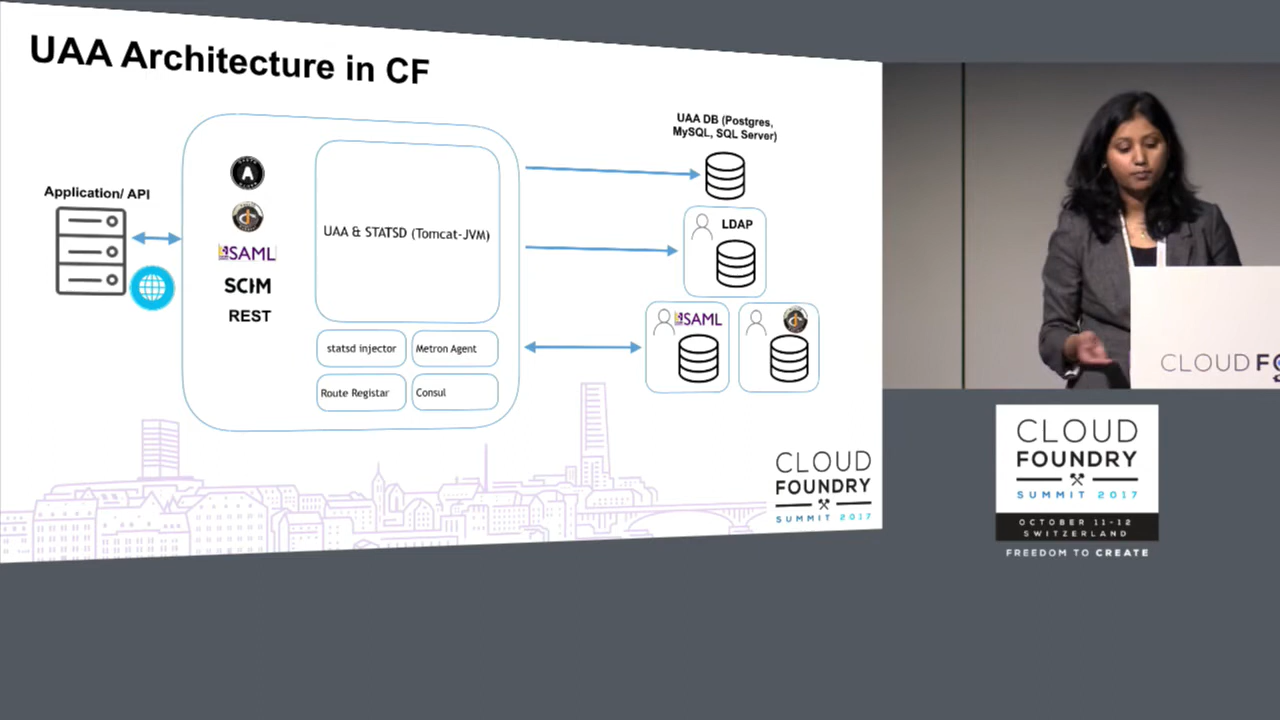 UAA Architecture in CF
UAA DB (Postgres,
MySQL, SQL Server)
Application/ API
A
SAML
SCIM
REST
UAA & STATSD (Tomcat-JVM)
statsd injector
Metron Agent
Route Registar
Consul
LDAP
SAML
CLOUD
FOUNDRY
SUMMIT 2017
CLOUD FO
CLOUD
FOUNDRY
SUMMIT 2017
OCTOBER 11-12
SWITZERLAND
FREEDOM TO CREATE